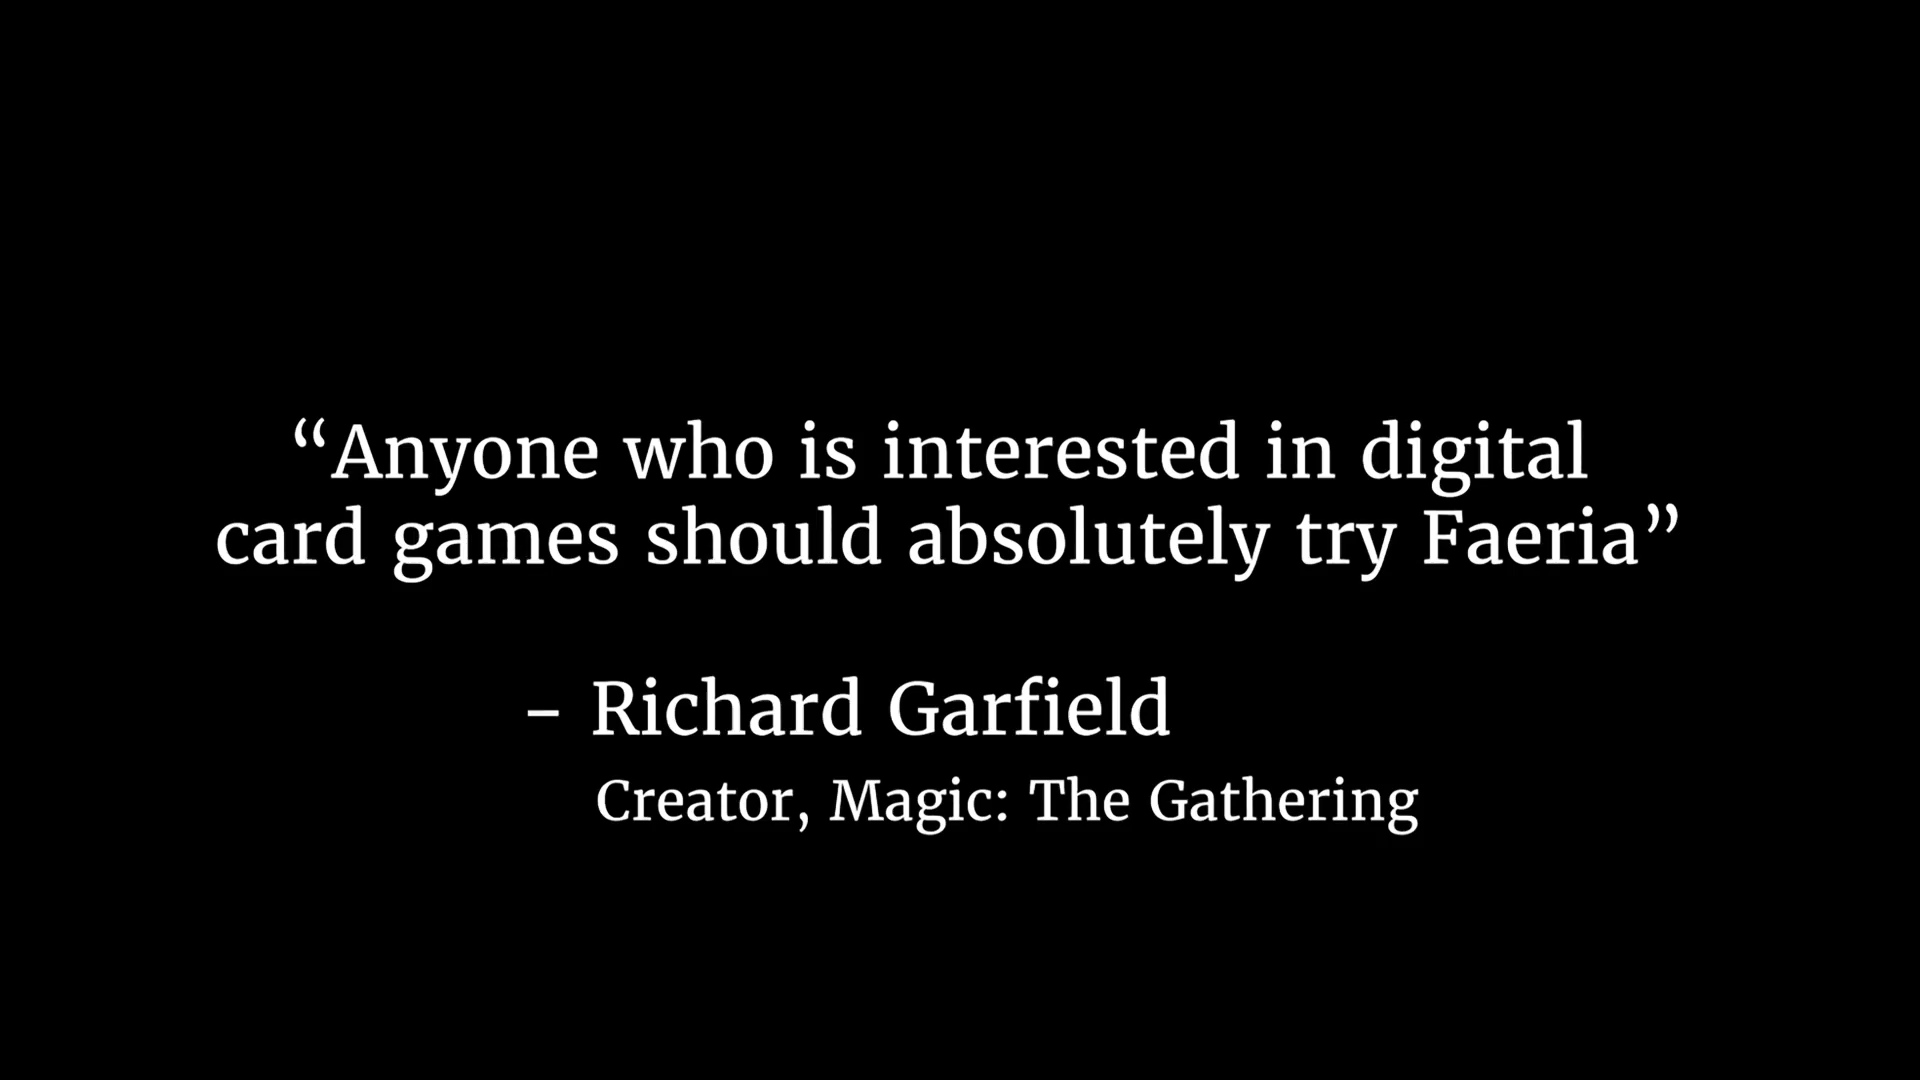 “Anyone who is interested in digital
card games should absolutely try Faeria”
– Richard Garfield
Creator, Magic: The Gathering